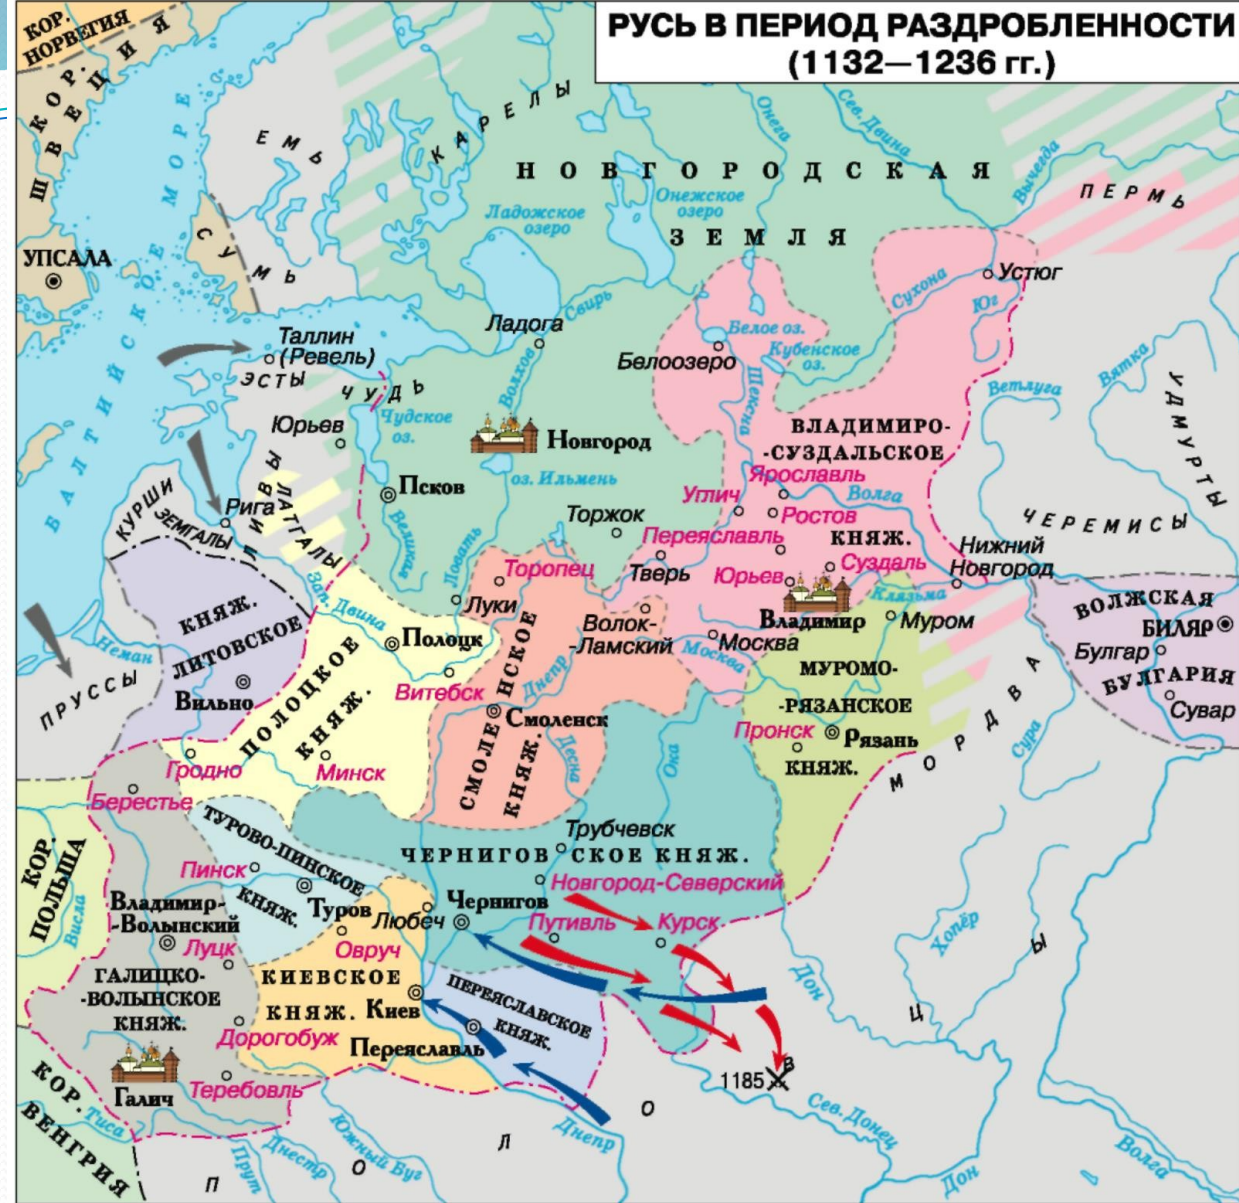 РУСЬ В ПЕРИОД РАЗДРОБЛЕННОСТИ
(1132—1236 гг.)
КОР.
НОРВЕГИЯ
КОР.
ШВЕЦИЯ
УПСАЛА
БАЛТИЙСКОЕ МОРЕ
ЕМЬ
КАРЕЛЫ
СУМЬ
НОВГОРОДСКАЯ
ЗЕМЛЯ
Онега
Сев. Двина
Вычегда
ПЕРМЬ
Ладожское
озеро
Онежское
озеро
Свирь
Сухона
Устюг
Юг
Таллин
(Ревель)
ЭСТЫ
ЧУДЬ
Чудское
оз.
Юрьев
Ладога
Волхов
Новгород
оз. Ильмень
Белоозеро
Белое оз.
Кубенское
оз.
Шексна
Ветлуга
Вятка
УДМУРТЫ
ЧЕРЕМИСЫ
ВЛАДИМИРО-
-СУЗДАЛЬСКОЕ
КНЯЖ.
Ярославль
Углич
Волга
Ростов
Переяславль
Юрьев
Суздаль
Владимир
Клязьма
Нижний
Новгород
Псков
Великая
Ловать
Торжок
Тверь
КУРШИ
ЗЕМГАЛЫ
Рига
ЛИВЫ
ЛАТГАЛЫ
Зап. Двина
КНЯЖ.
ЛИТОВСКОЕ
Вильно
Неман
ПРУССЫ
Луки
Торопец
Волок-
-Ламский
Москва
Москва
Муром
ВОЛЖСКАЯ
БИЛЯР
Булгар
БУЛГАРИЯ
Сувар
Полоцк
Витебск
ПОЛОЦКОЕ
КНЯЖ.
Минск
Гродно
Берестье
СМОЛЕНСКОЕ
КНЯЖ.
Днепр
Смоленск
Десна
Ока
МУРОМО-
-РЯЗАНСКОЕ
КНЯЖ.
Пронск
Рязань
МОРДВА
Сура
КОР.
ПОЛЬША
Висла
ТУРОВО-ПИНСКОЕ
КНЯЖ.
Пинск
Туров
Трубчевск
ЧЕРНИГОВСКОЕ КНЯЖ.
Новгород-Северский
Чернигов
Любеч
Путивль
Курск
Владимир-
-Волынский
Луцк
Овруч
ГАЛИЦКО-
-ВОЛЫНСКОЕ
КНЯЖ.
КИЕВСКОЕ
КНЯЖ.
Киев
Дорогобуж
Переяславль
ПЕРЕЯСЛАВСКОЕ
КНЯЖ.
Галич
Теребовль
КОР.
ВЕНГРИЯ
Тиса
Прут
Днестр
Южный Буг
Днепр
Хопёр
Дон
1185
Сев. Донец
Дон
Волга
ПОЛОВЦЫ